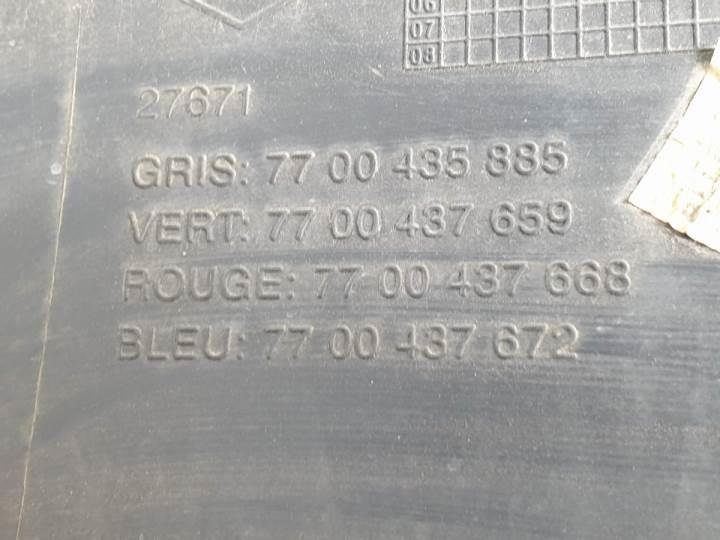 06
07
08
27671
GRIS: 77 00 435 885
VERT: 77 00 437 659
ROUGE: 77 00 437 668
BLEU: 77 00 437 672